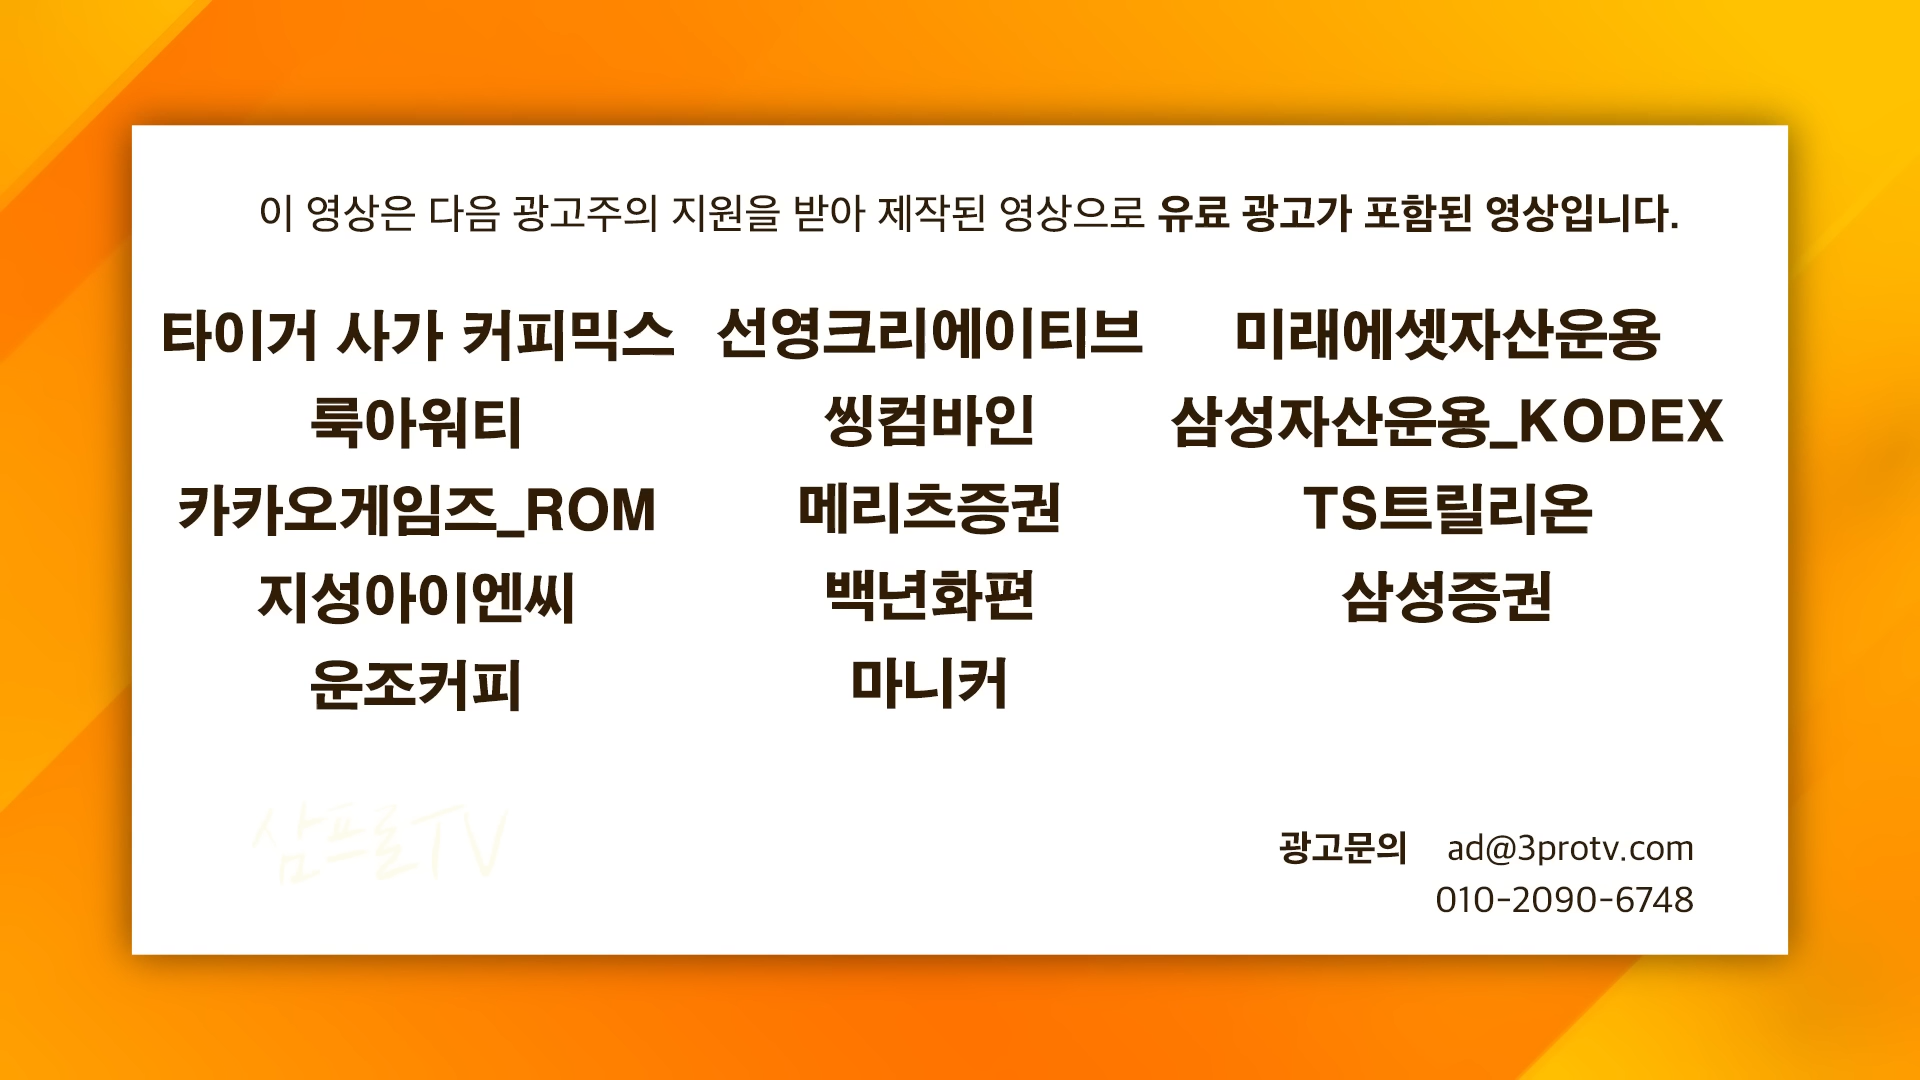 이 영상은 다음 광고주의 지원을 받아 제작된 영상으로 유료 광고가 포함된 영상입니다.
타이거 사가 커피믹스 선영크리에이티브 미래에셋자산운용
룩아워티 씽컴바인 삼성자산운용_KODEX
카카오게임즈_ROM 메리츠증권 TS트릴리온
지성아이엔씨 백년화편 삼성증권
운조커피 마니커
삼프로TV
광고문의 ad@3protv.com
010-2090-6748